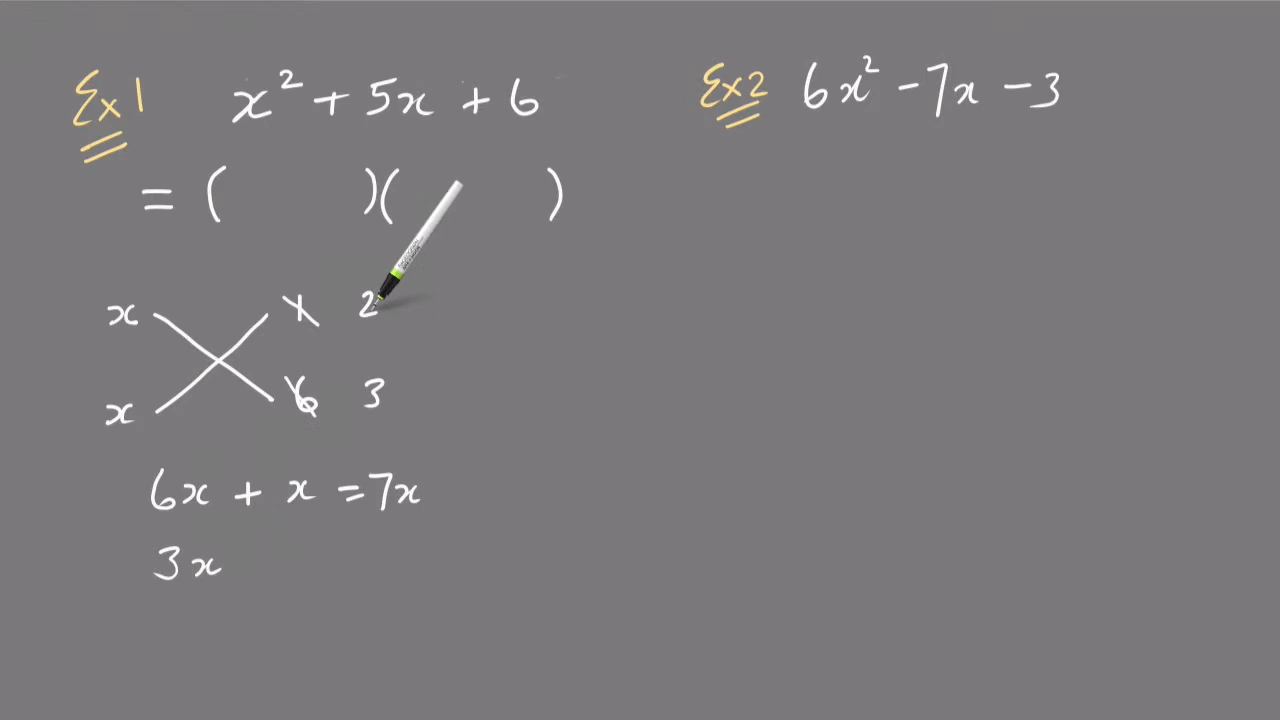 Ex1 x² + 5x + 6
= ( )( )
x 1 2
x 6 3
6x + x = 7x
3x
Ex2 6x² - 7x - 3